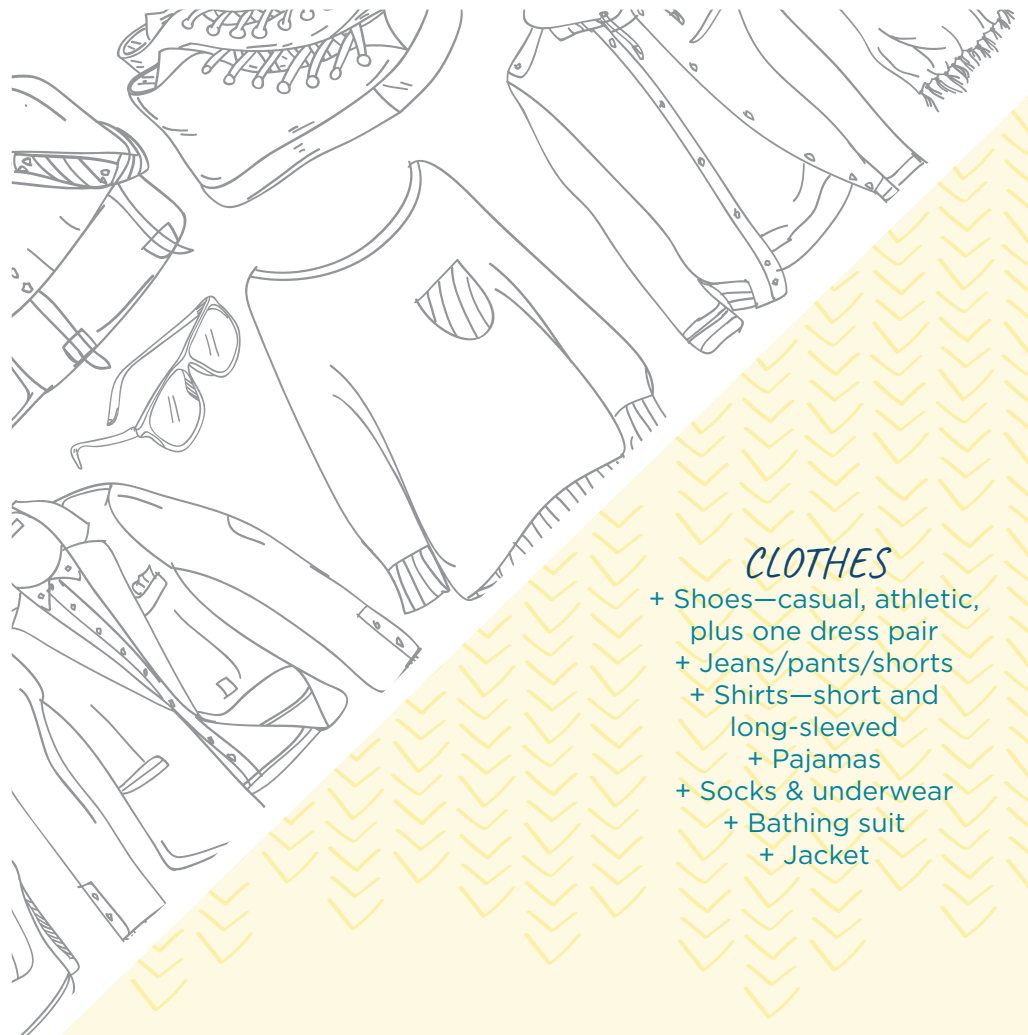 CLOTHES
+ Shoes—casual, athletic,
plus one dress pair
+ Jeans/pants/shorts
+ Shirts—short and
long-sleeved
+ Pajamas
+ Socks & underwear
+ Bathing suit
+ Jacket